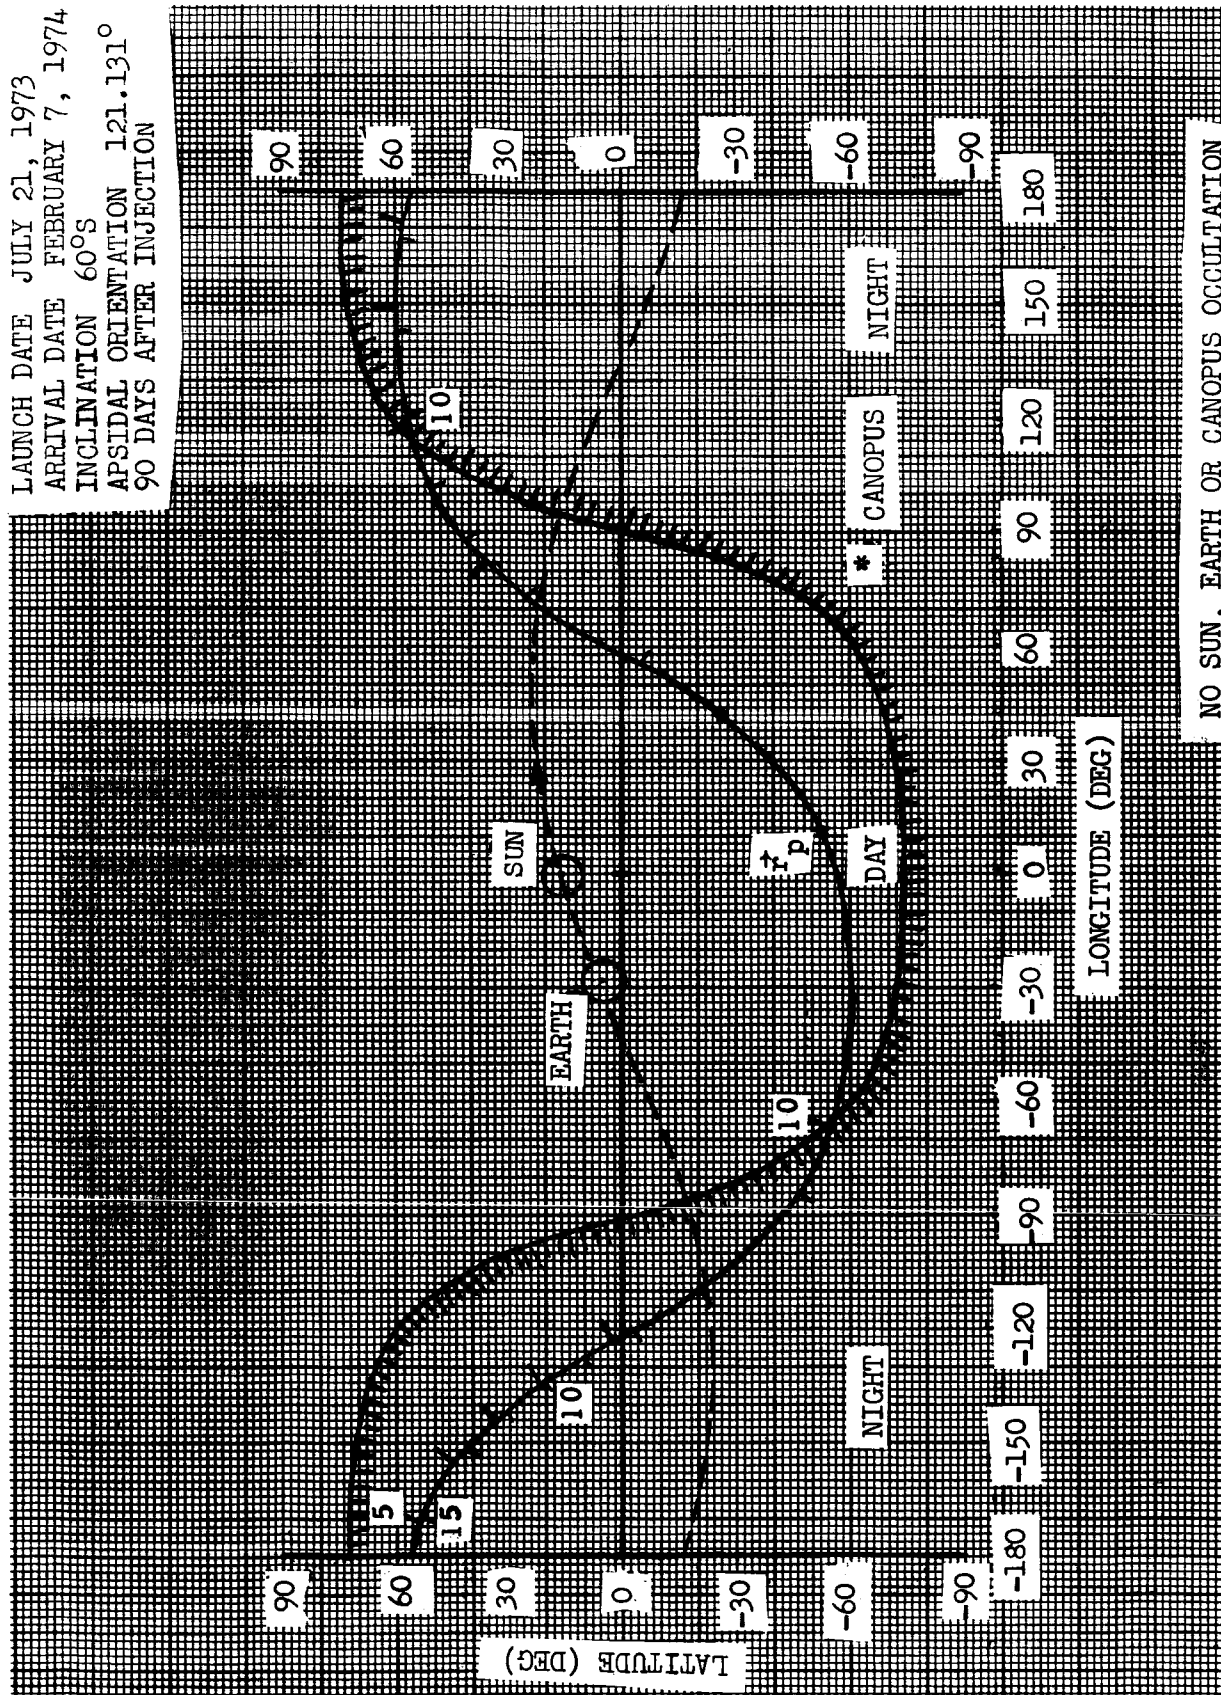 LAUNCH DATE JULY 21, 1973
ARRIVAL DATE FEBRUARY 7, 1974
INCLINATION 60°S
APSIDAL ORIENTATION 121.131°
90 DAYS AFTER INJECTION
90
60
30
0
-30
-60
-90
LATITUDE (DEG)
90
60
30
0
-30
-60
-90
5
15
10
10
10
EARTH
SUN
r⃗p
DAY
NIGHT
* CANOPUS
NIGHT
-180
-150
-120
-90
-60
-30
0
30
60
90
120
150
180
LONGITUDE (DEG)
NO SUN, EARTH OR CANOPUS OCCULTATION